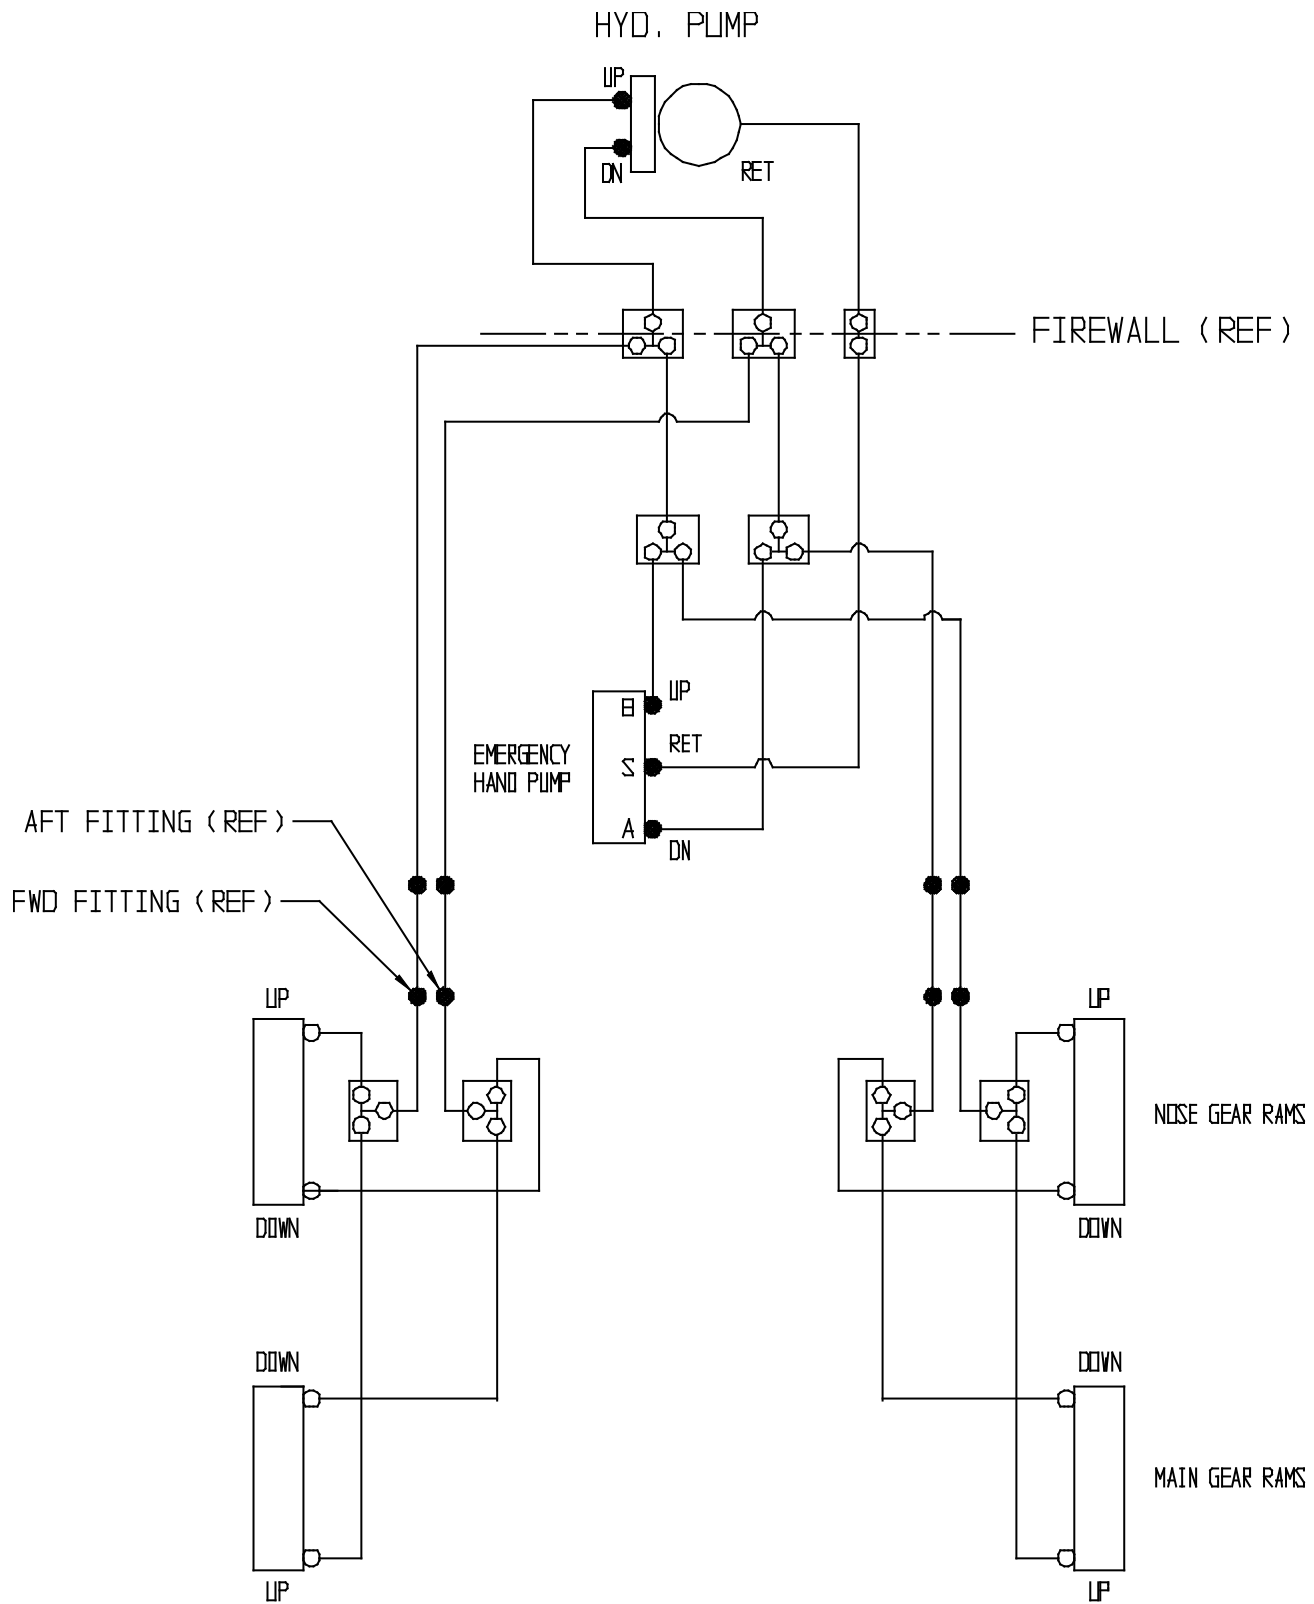 HYD. PUMP
UP
DN
RET
FIREWALL (REF)
B
UP
RET
EMERGENCY
HAND PUMP
S
A
DN
AFT FITTING (REF)
FWD FITTING (REF)
UP
UP
NOSE GEAR RAMS
DOWN
DOWN
DOWN
DOWN
MAIN GEAR RAMS
UP
UP